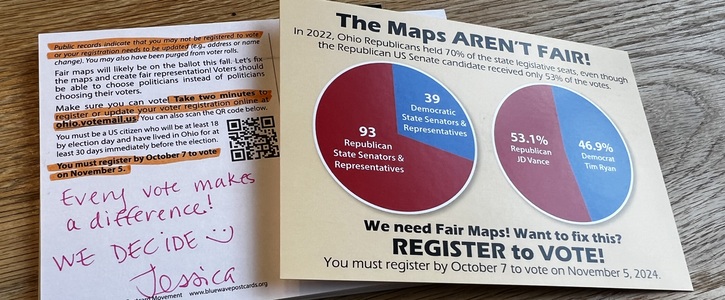 Public records indicate that you may not be registered to vote
or your registration needs to be updated (e.g., address or name
change). You may also have been purged from voter rolls.
Fair maps will likely be on the ballot this fall. Let's fix
the maps and create fair representation! Voters should
be able to choose politicians instead of politicians
choosing their voters.
Make sure you can vote! Take two minutes to
register or update your voter registration online at
ohio.votemail.us. You can also scan the QR code below.
You must be a US citizen who will be at least 18
by election day and have lived in Ohio for at
least 30 days immediately before the election.
You must register by October 7 to vote
on November 5.
Every vote makes
a difference!
WE DECIDE
Jessica
Movement www.bluewavepostcards.org
The Maps AREN'T FAIR!
In 2022, Ohio Republicans held 70% of the state legislative seats, even though
the Republican US Senate candidate received only 53% of the votes.
39
Democratic
State Senators &
Representatives
93
Republican
State Senators &
Representatives
53.1%
Republican
JD Vance
46.9%
Democrat
Tim Ryan
We need Fair Maps! Want to fix this?
REGISTER to VOTE!
You must register by October 7 to vote on November 5, 2024.